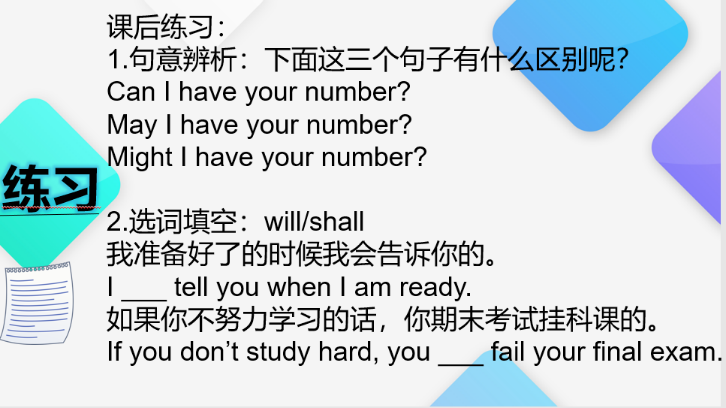 课后练习：
1.句意辨析：下面这三个句子有什么区别呢？
Can I have your number?
May I have your number?
Might I have your number?
练习
2.选词填空：will/shall
我准备好了的时候我会告诉你的。
I ___ tell you when I am ready.
如果你不努力学习的话，你期末考试挂科课的。
If you don’t study hard, you ___ fail your final exam.